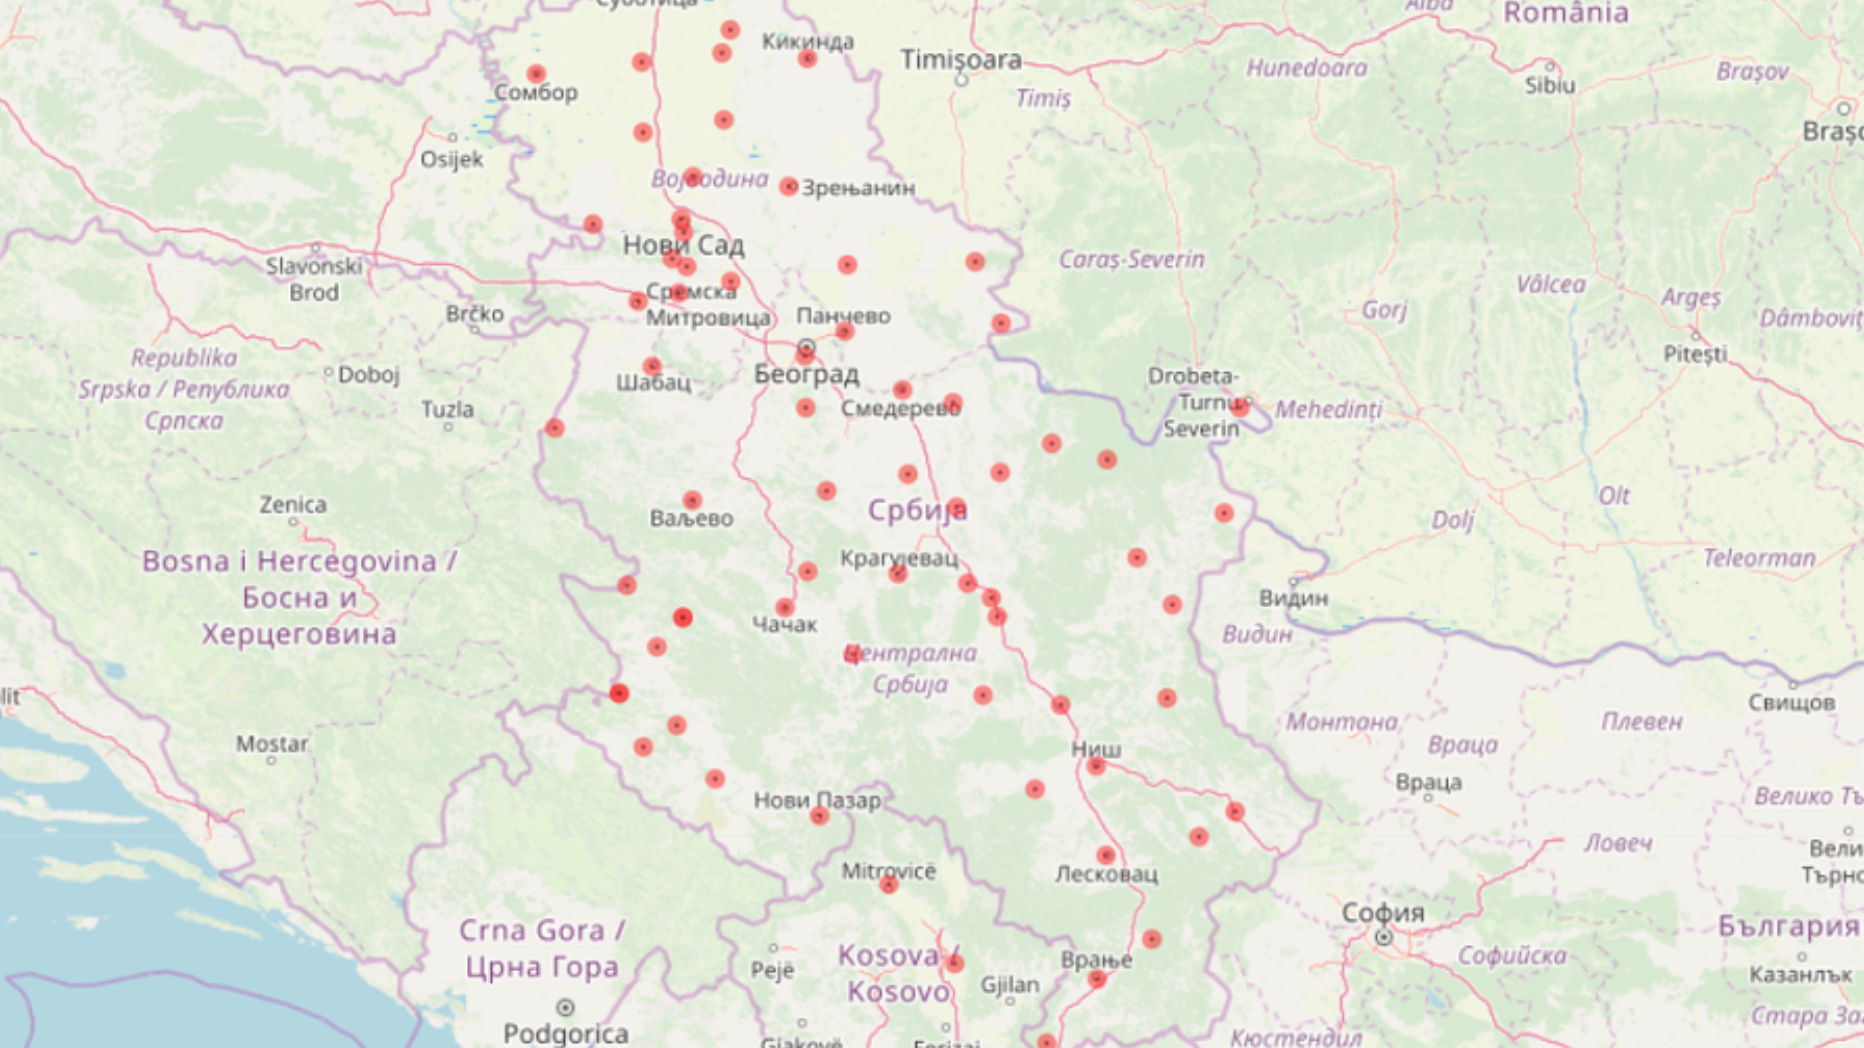 Суботица
Кикинда
Timișoara
Timiș
Hunedoara
Alba
România
Sibiu
Brașov
Сомбор
Osijek
Војводина
Зрењанин
Нови Сад
Slavonski
Brod
Brčko
Сремска
Митровица
Панчево
Београд
Шабац
Смедерево
Caraș-Severin
Gorj
Vâlcea
Argeș
Pitești
Drobeta-
Turnu
Severin
Mehedinți
Republika
Srpska / Република
Српска
Doboj
Tuzla
Zenica
Bosna i Hercegovina /
Босна и
Херцеговина
Ваљево
Србија
Крагујевац
Чачак
Централна
Србија
Olt
Dolj
Teleorman
Видин
Видин
Свищов
Монтана
Враца
Плевен
Враца
Ловеч
Mostar
Ниш
Нови Пазар
Mitrovicë
Лесковац
София
Софийска
България
Казанлък
Crna Gora /
Црна Гора
Podgorica
Kosova /
Kosovo
Pejë
Gjilan
Врање
Кюстендил